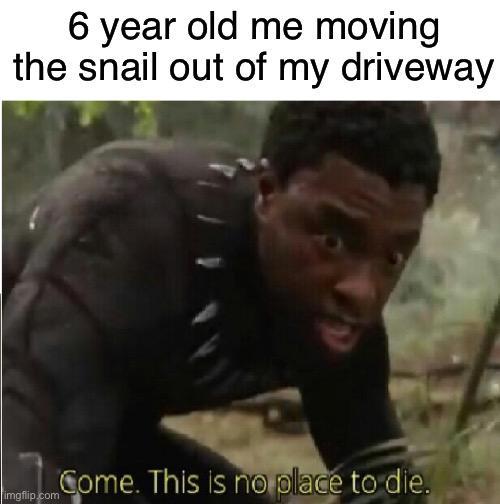 6 year old me moving
the snail out of my driveway
Come. This is no place to die.
imgflip.com